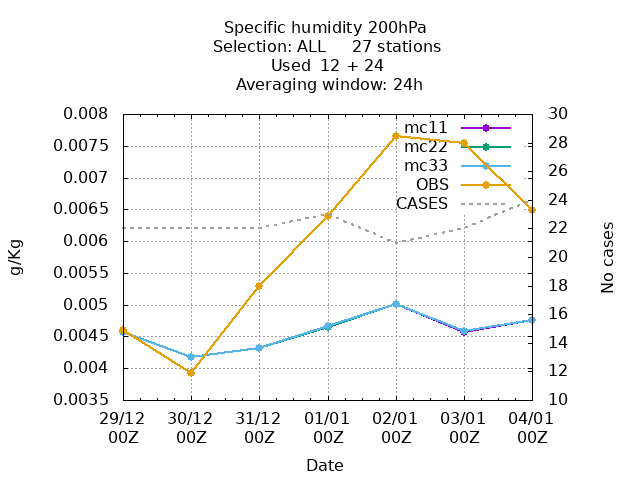 Specific humidity 200hPa
Selection: ALL 27 stations
Used 12 + 24
Averaging window: 24h
0.008
0.0075
0.007
0.0065
0.006
0.0055
0.005
0.0045
0.004
0.0035
g/Kg
mc11
mc22
mc33
OBS
CASES
30
28
26
24
22
20
18
16
14
12
10
No cases
29/12 30/12 31/12 01/01 02/01 03/01 04/01
00Z 00Z 00Z 00Z 00Z 00Z 00Z
Date